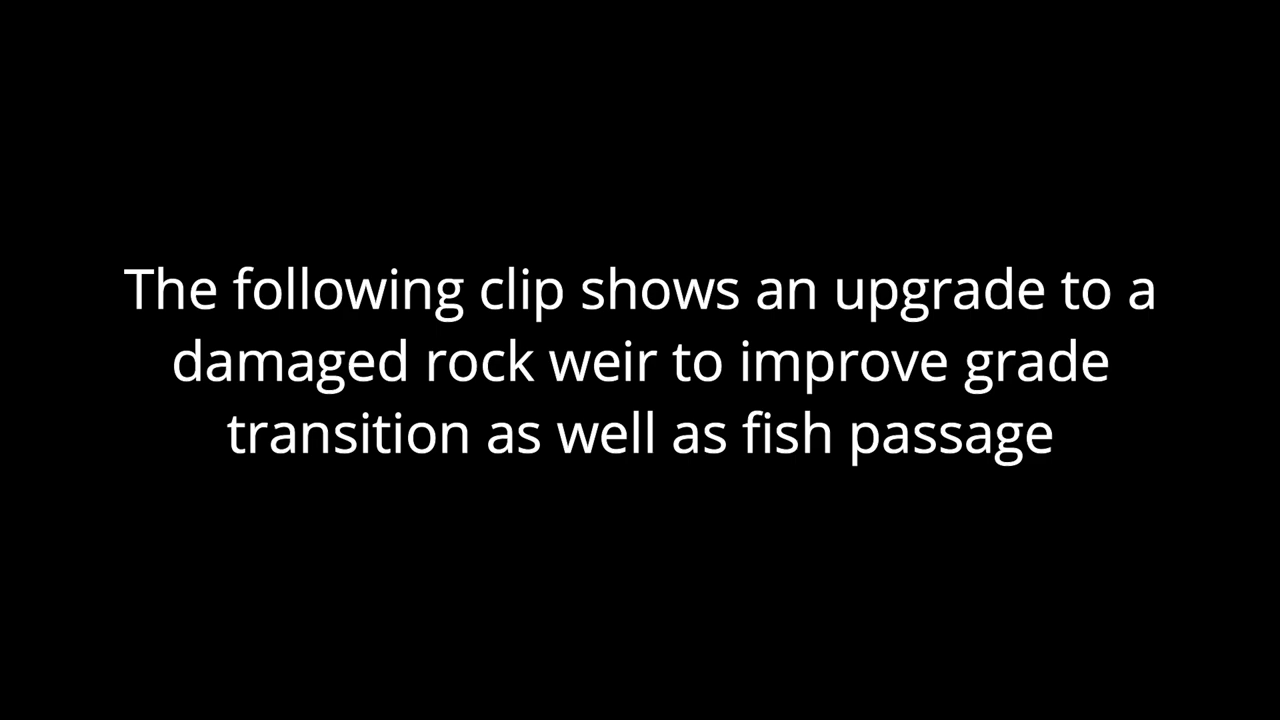 The following clip shows an upgrade to a
damaged rock weir to improve grade
transition as well as fish passage